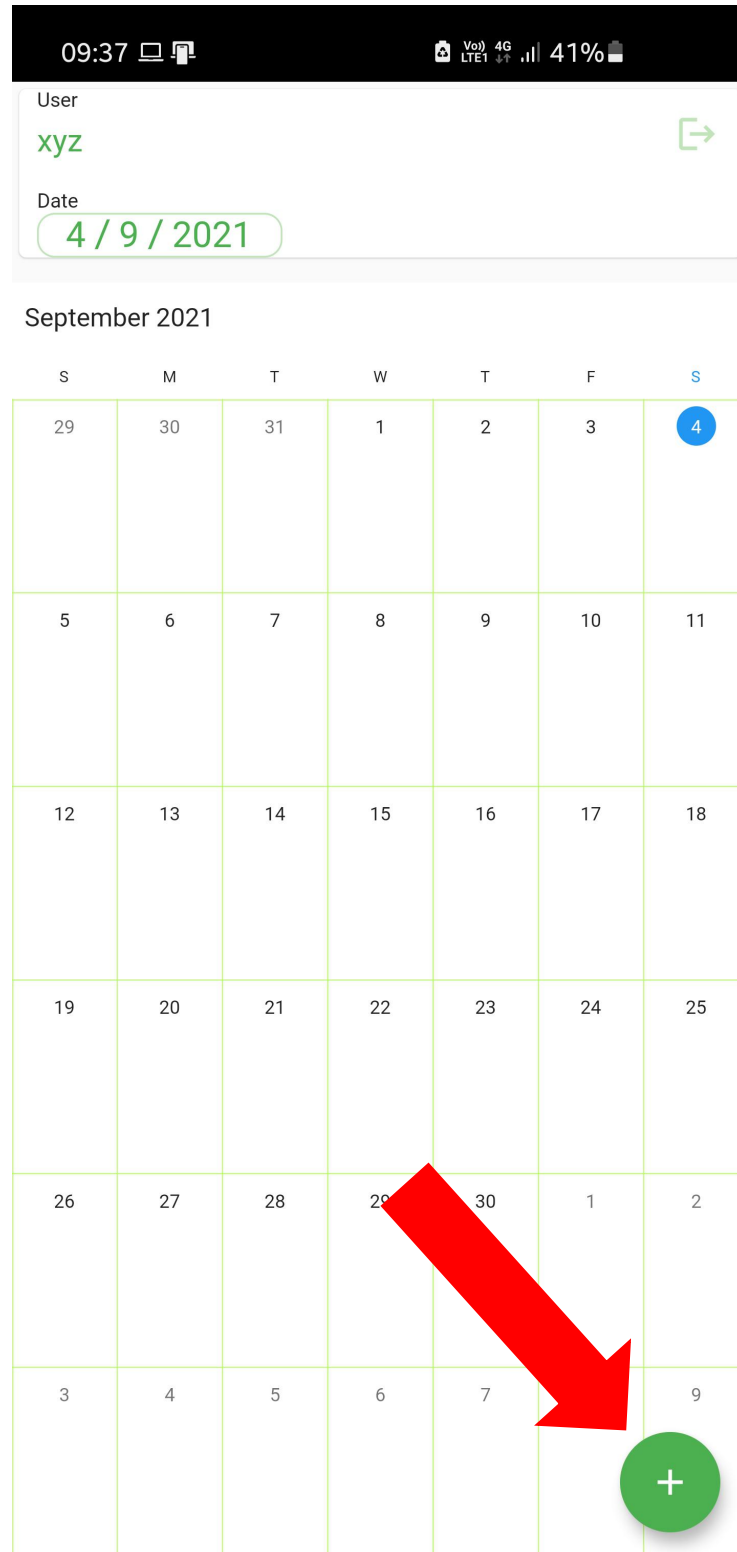 09:37 Vo)) LTE1 4G 41%
User
xyz
Date
4 / 9 / 2021
September 2021
S M T W T F S
29 30 31 1 2 3 4
5 6 7 8 9 10 11
12 13 14 15 16 17 18
19 20 21 22 23 24 25
26 27 28 29 30 1 2
3 4 5 6 7 9
+